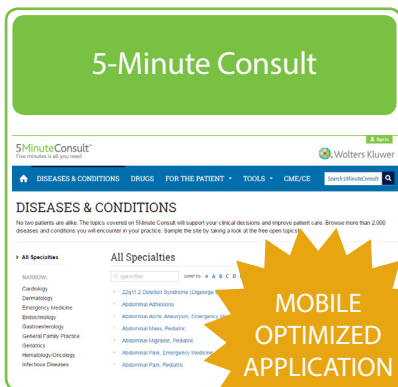 5-Minute Consult
5MinuteConsult™
Five minutes is all you need
Sign In
Wolters Kluwer
DISEASES & CONDITIONS DRUGS FOR THE PATIENT TOOLS CME/CE Search 5MinuteConsult
DISEASES & CONDITIONS
No two patients are alike. The topics covered on 5Minute Consult will support your clinical decisions and improve patient care. Browse more than 2,000
diseases and conditions you will encounter in your practice. Sample the site by taking a look at the free open topics
All Specialties
NARROW:
Cardiology
Dermatology
Emergency Medicine
Endocrinology
Gastroenterology
General Family Practice
Geriatrics
Hematology/Oncology
Infectious Diseases
All Specialties
type to filter JUMP TO: # A B C D
22q11.2 Deletion Syndrome (Digeorge
Abdominal Adhesions
Abdominal Aortic Aneurysm, Emergency Me
Abdominal Mass, Pediatric
Abdominal Migraine, Pediatric
Abdominal Pain, Emergency Medicine
Abdominal Pain, Pediatric
MOBILE
OPTIMIZED
APPLICATION